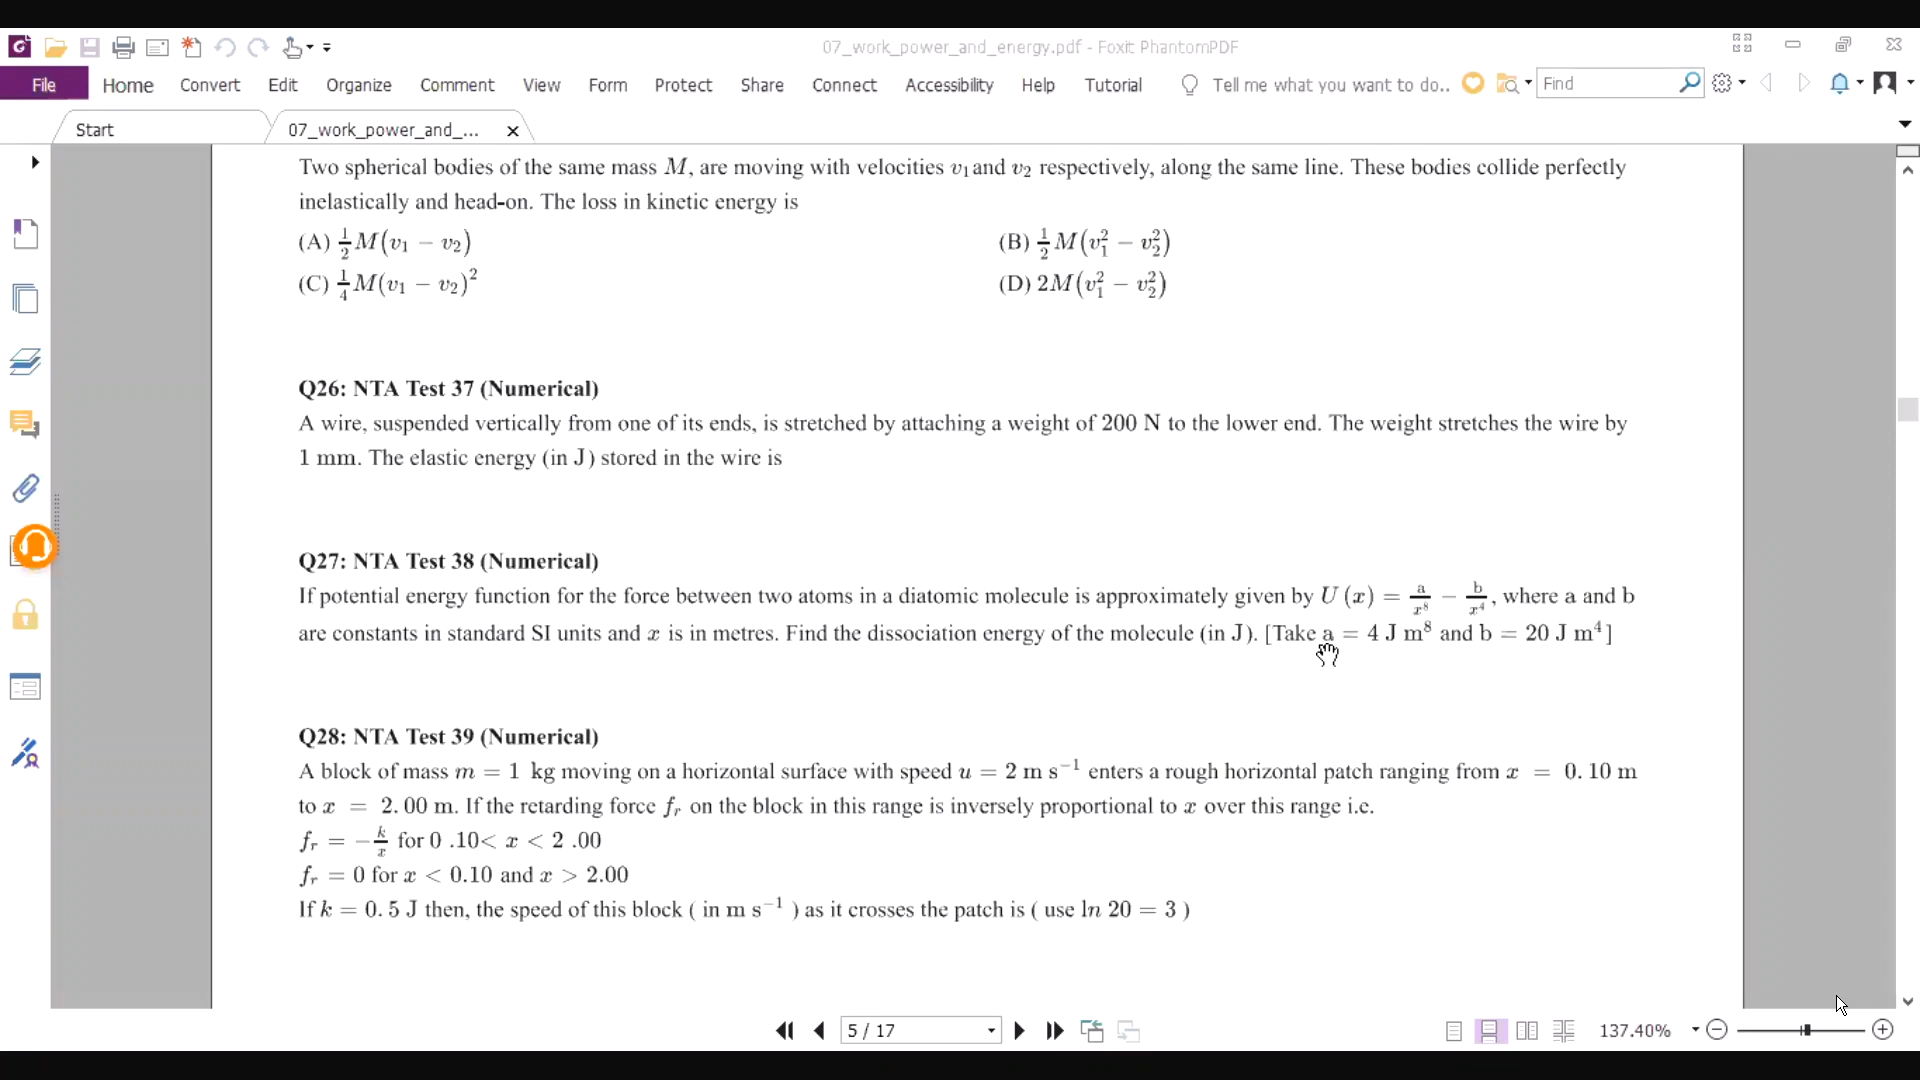 07_work_power_and_energy.pdf - Foxit PhantomPDF
File Home Convert Edit Organize Comment View Form Protect Share Connect Accessibility Help Tutorial Tell me what you want to do.. Find
Start 07_work_power_and_...
Two spherical bodies of the same mass M, are moving with velocities v₁and v₂ respectively, along the same line. These bodies collide perfectly
inelastically and head-on. The loss in kinetic energy is
(A) ½M(v₁ − v₂) (B) ½M(v₁² − v₂²)
(C) ¼M(v₁ − v₂)² (D) 2M(v₁² − v₂²)
Q26: NTA Test 37 (Numerical)
A wire, suspended vertically from one of its ends, is stretched by attaching a weight of 200 N to the lower end. The weight stretches the wire by
1 mm. The elastic energy (in J) stored in the wire is
Q27: NTA Test 38 (Numerical)
If potential energy function for the force between two atoms in a diatomic molecule is approximately given by U (x) = a/x⁸ − b/x⁴, where a and b
are constants in standard SI units and x is in metres. Find the dissociation energy of the molecule (in J). [Take a = 4 J m⁸ and b = 20 J m⁴]
Q28: NTA Test 39 (Numerical)
A block of mass m = 1 kg moving on a horizontal surface with speed u = 2 m s⁻¹ enters a rough horizontal patch ranging from x = 0. 10 m
to x = 2. 00 m. If the retarding force fᵣ on the block in this range is inversely proportional to x over this range i.e.
fᵣ = −k/x for 0 .10< x < 2 .00
fᵣ = 0 for x < 0.10 and x > 2.00
If k = 0. 5 J then, the speed of this block ( in m s⁻¹ ) as it crosses the patch is ( use ln 20 = 3 )
5 / 17 137.40%